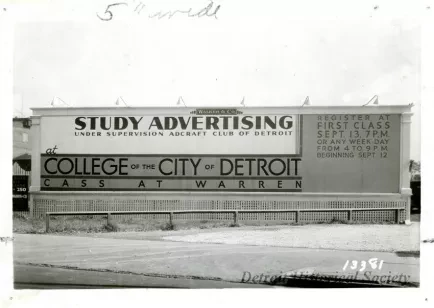 5" wide
STUDY ADVERTISING
UNDER SUPERVISION ADCRAFT CLUB OF DETROIT
at
COLLEGE OF THE CITY OF DETROIT
CASS AT WARREN
REGISTER AT
FIRST CLASS
SEPT. 13, 7 P.M.
OR ANY WEEK DAY
FROM 4 TO 9 P.M.
BEGINNING SEPT. 12
13381
Detroit Historical Society